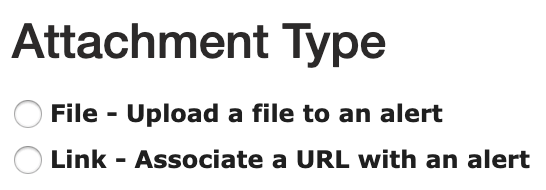 Attachment Type
File - Upload a file to an alert
Link - Associate a URL with an alert